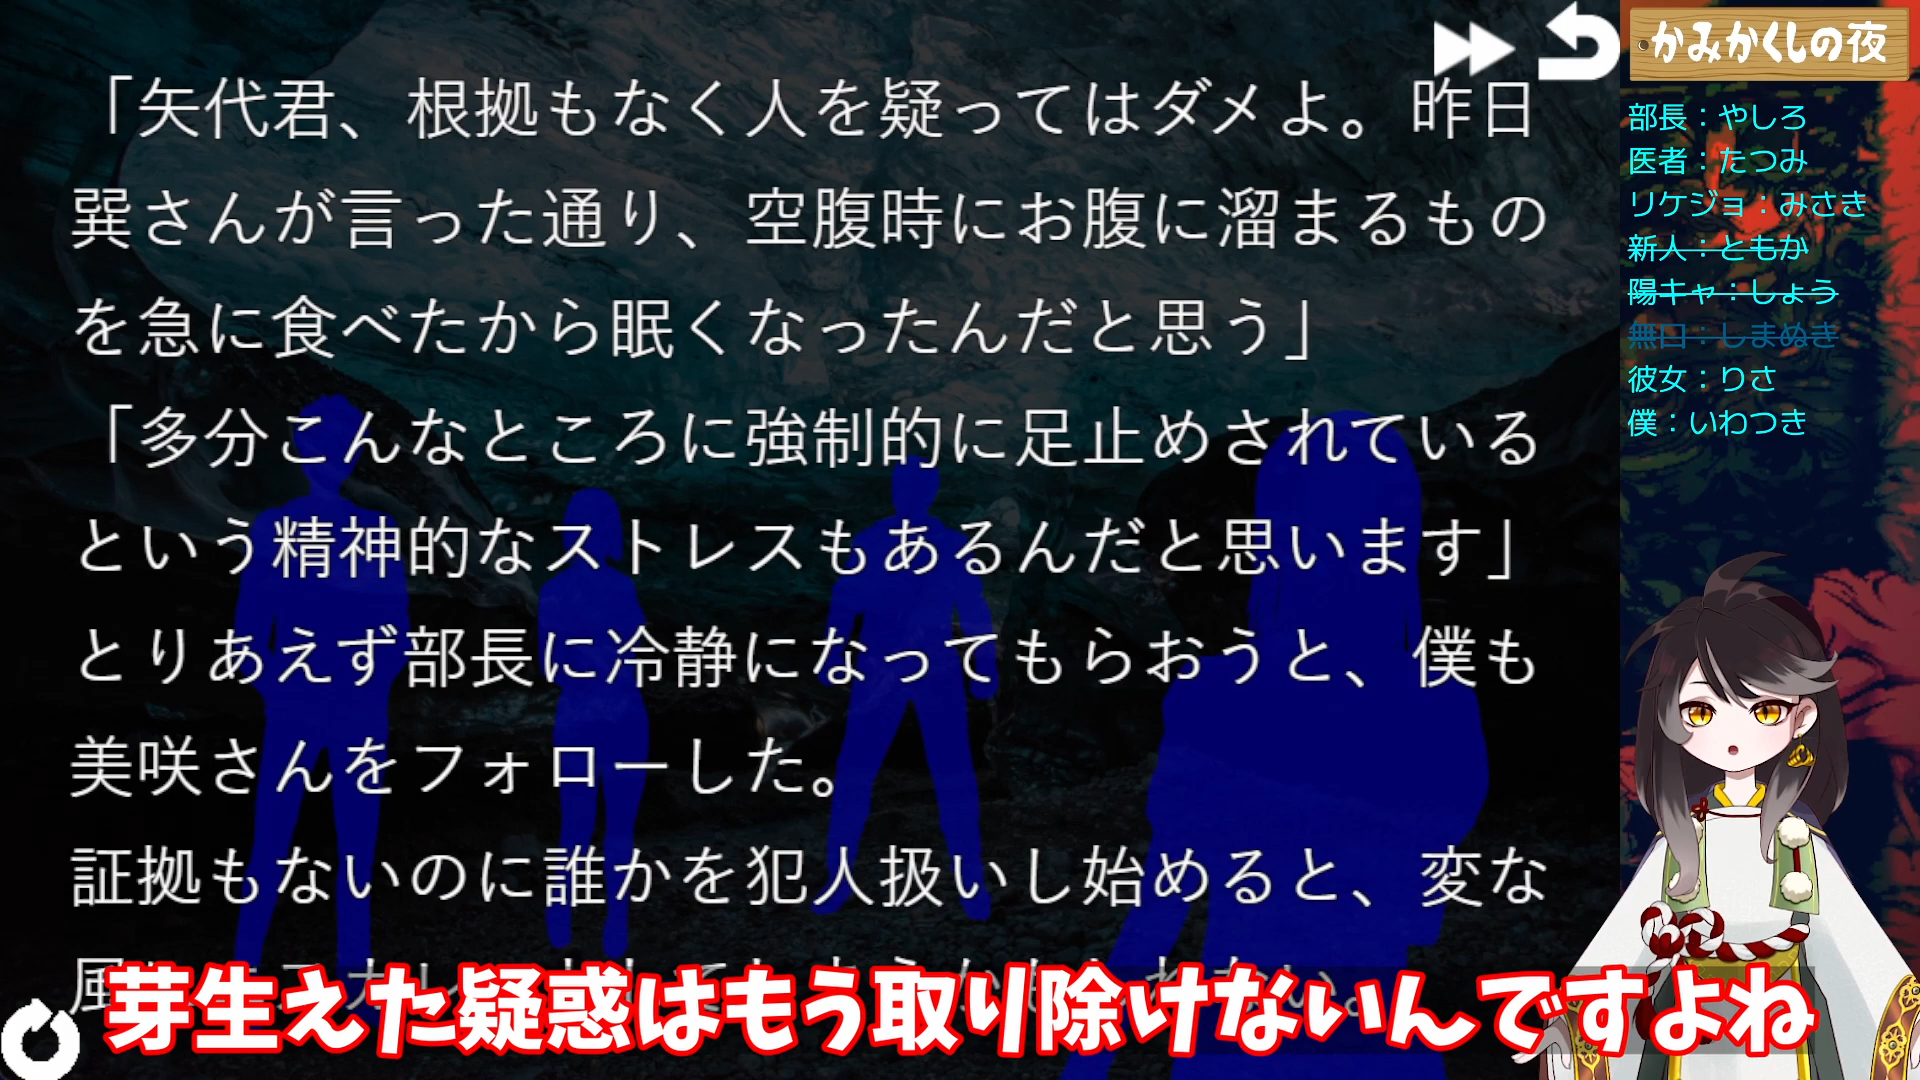 「矢代君、根拠もなく人を疑ってはダメよ。昨日
巽さんが言った通り、空腹時にお腹に溜まるもの
を急に食べたから眠くなったんだと思う」
「多分こんなところに強制的に足止めされている
という精神的なストレスもあるんだと思います」
とりあえず部長に冷静になってもらおうと、僕も
美咲さんをフォローした。
証拠もないのに誰かを犯人扱いし始めると、変な
風
芽生えた疑惑はもう取り除けないんですよね
かみかくしの夜
部長：やしろ
医者：たつみ
リケジョ：みさき
新人：ともか
陽キャ：しょう
無口：しまぬき
彼女：りさ
僕：いわつき